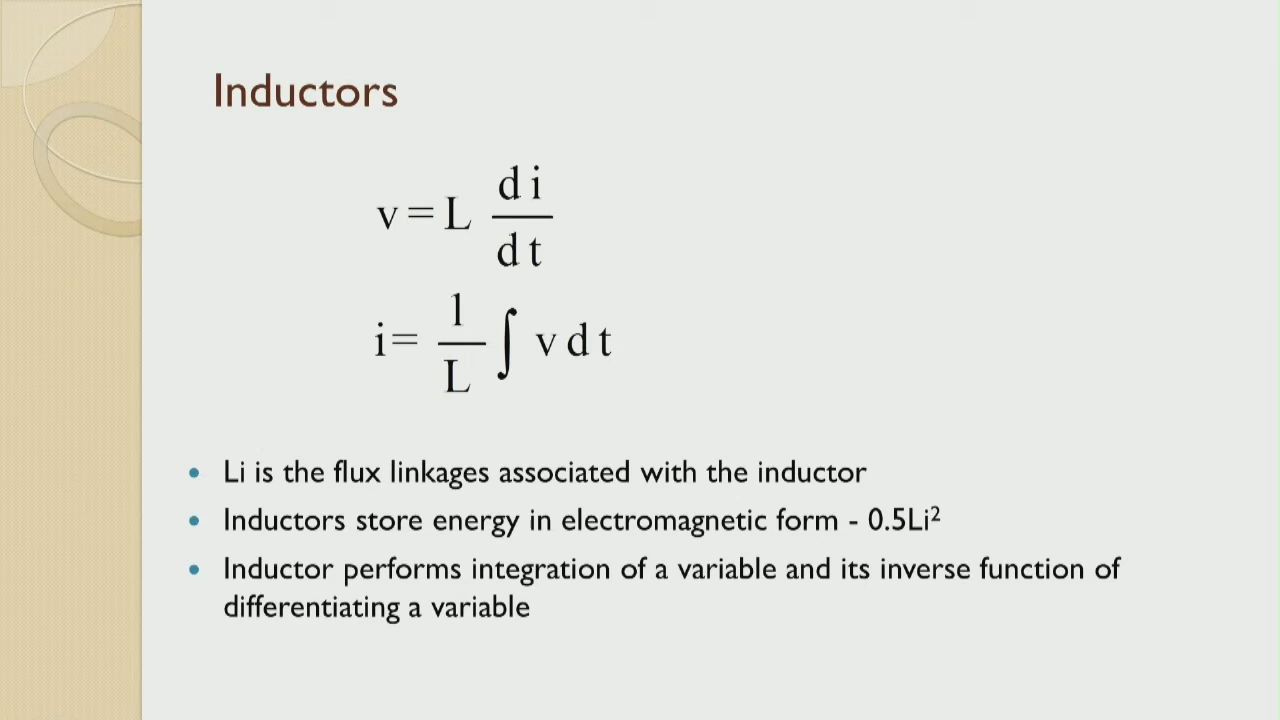 Inductors
v = L di/dt
i = 1/L ∫ v dt
• Li is the flux linkages associated with the inductor
• Inductors store energy in electromagnetic form - 0.5Li²
• Inductor performs integration of a variable and its inverse function of
differentiating a variable